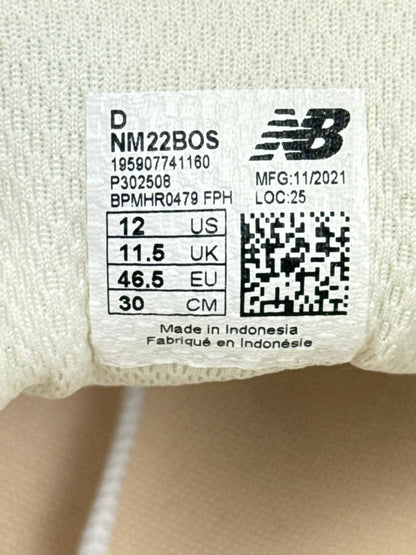 D
NM22BOS
195907741160
P302508
BPMHR0479 FPH
NB
MFG:11/2021
LOC:25
12 US
11.5 UK
46.5 EU
30 CM
Made in Indonesia
Fabriqué en Indonésie